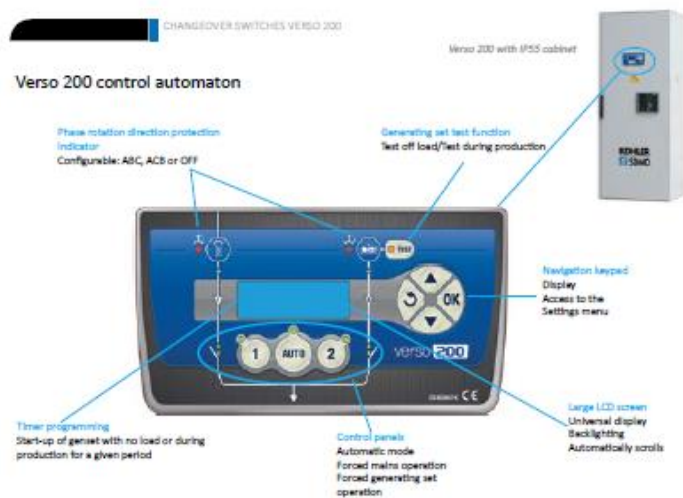 CHANGEOVER SWITCHES VERSO 200
Verso 200 with IP55 cabinet
Verso 200 control automaton
Phase rotation direction protection
Indicator
Configurable: ABC, ACB or OFF
Generating set test function
Test off load/Test during production
KOHLER
SDMO
TEST
Navigation keypad
Display
Access to the
Settings menu
OK
1
AUTO
2
verso 200
CE
Timer programming
Start-up of genset with no load or during
production for a given period
Control panels
Automatic mode
Forced mains operation
Forced generating set
operation
Large LCD screen
Universal display
Backlighting
Automatically scrolls